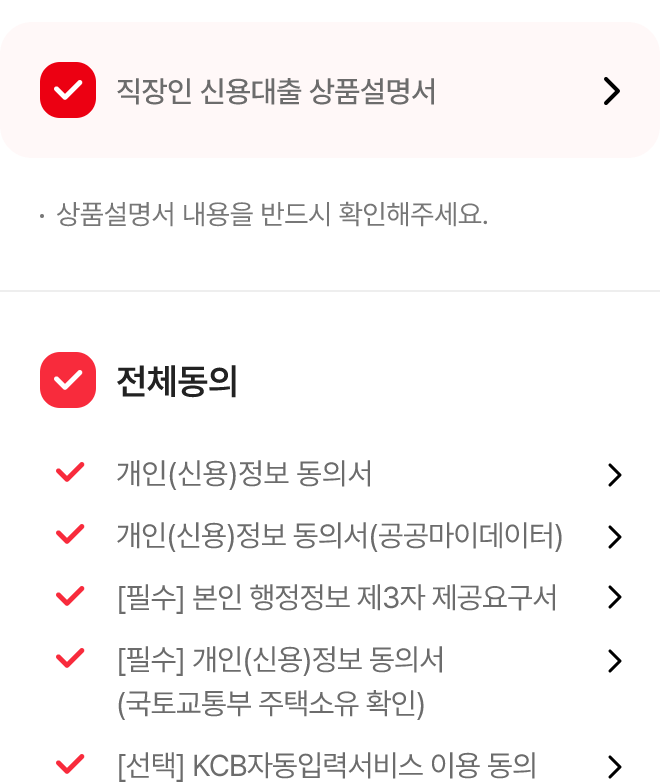 직장인 신용대출 상품설명서
· 상품설명서 내용을 반드시 확인해주세요.
전체동의
개인(신용)정보 동의서
개인(신용)정보 동의서(공공마이데이터)
[필수] 본인 행정정보 제3자 제공요구서
[필수] 개인(신용)정보 동의서
(국토교통부 주택소유 확인)
[선택] KCB자동입력서비스 이용 동의